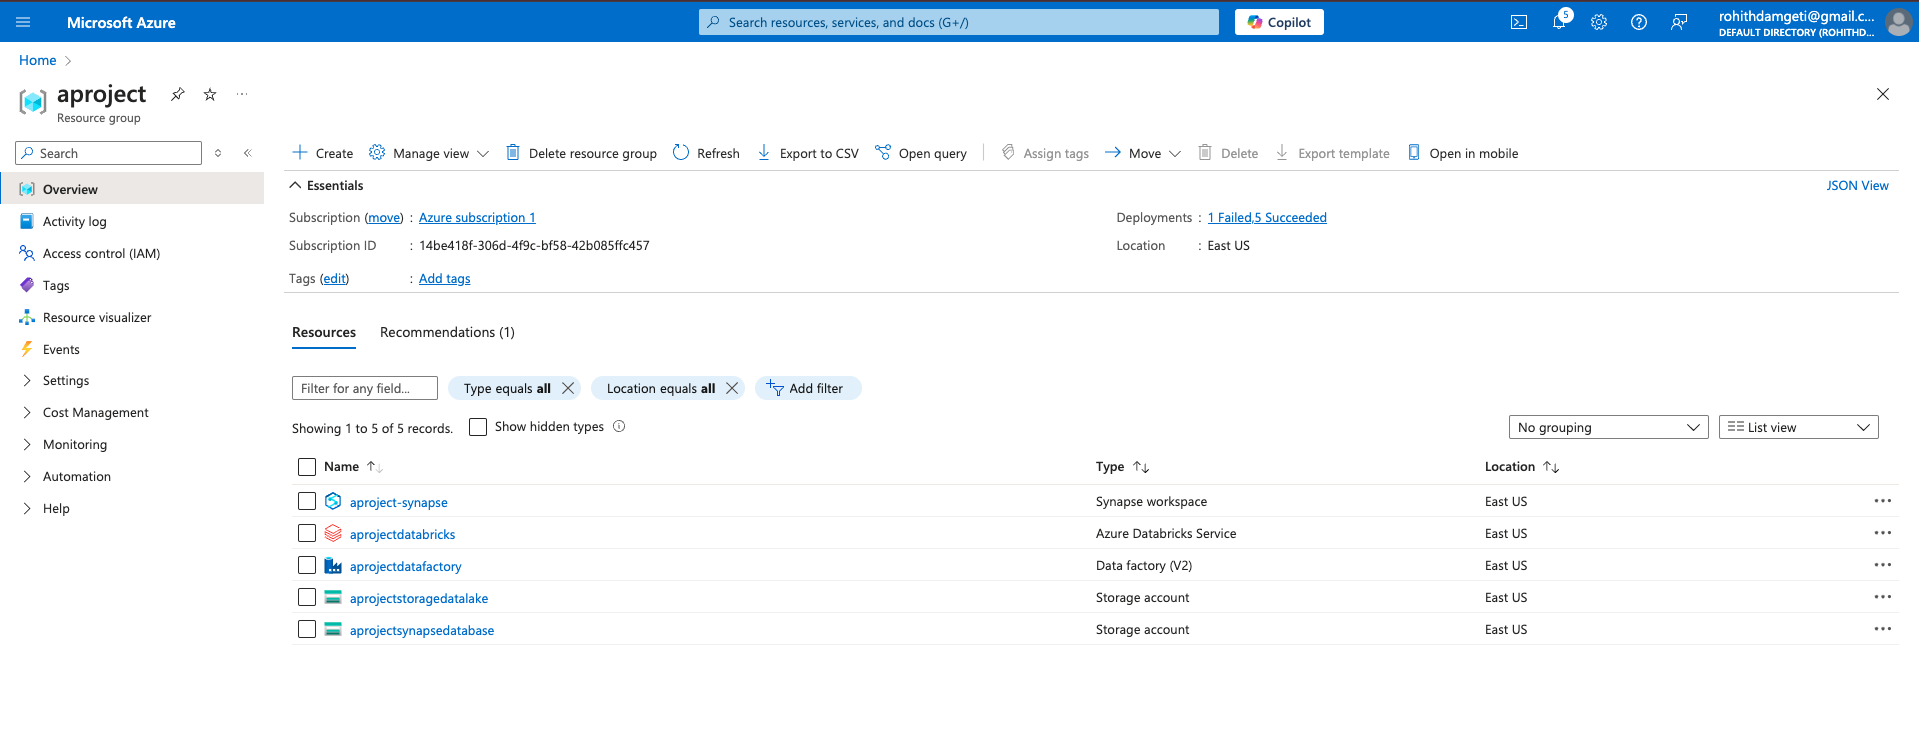 Microsoft Azure
Search resources, services, and docs (G+/)
Copilot
5
rohithdamgeti@gmail.c...
DEFAULT DIRECTORY (ROHITHD...
Home
aproject
...
Resource group
Search
Overview
Activity log
Access control (IAM)
Tags
Resource visualizer
Events
Settings
Cost Management
Monitoring
Automation
Help
Create
Manage view
Delete resource group
Refresh
Export to CSV
Open query
Assign tags
Move
Delete
Export template
Open in mobile
Essentials
JSON View
Subscription (move) : Azure subscription 1
Subscription ID : 14be418f-306d-4f9c-bf58-42b085ffc457
Tags (edit) : Add tags
Deployments : 1 Failed,5 Succeeded
Location : East US
Resources
Recommendations (1)
Filter for any field...
Type equals all
Location equals all
Add filter
Showing 1 to 5 of 5 records.
Show hidden types
No grouping
List view
Name Type Location
aproject-synapse Synapse workspace East US
aprojectdatabricks Azure Databricks Service East US
aprojectdatafactory Data factory (V2) East US
aprojectstoragedatalake Storage account East US
aprojectsynapsedatabase Storage account East US